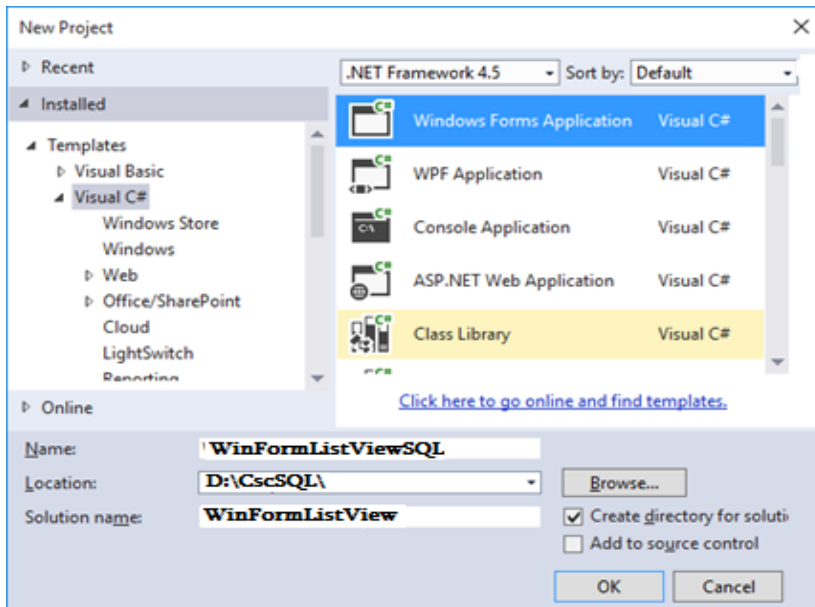 New Project
Recent
Installed
Templates
Visual Basic
Visual C#
Windows Store
Windows
Web
Office/SharePoint
Cloud
LightSwitch
Reporting
Online
.NET Framework 4.5 Sort by: Default
C# Windows Forms Application Visual C#
C# WPF Application Visual C#
C# C:\ Console Application Visual C#
C# ASP.NET Web Application Visual C#
C# Class Library Visual C#
Click here to go online and find templates.
Name: WinFormListViewSQL
Location: D:\CscSQL\ Browse...
Solution name: WinFormListView Create directory for soluti
Add to source control
OK Cancel